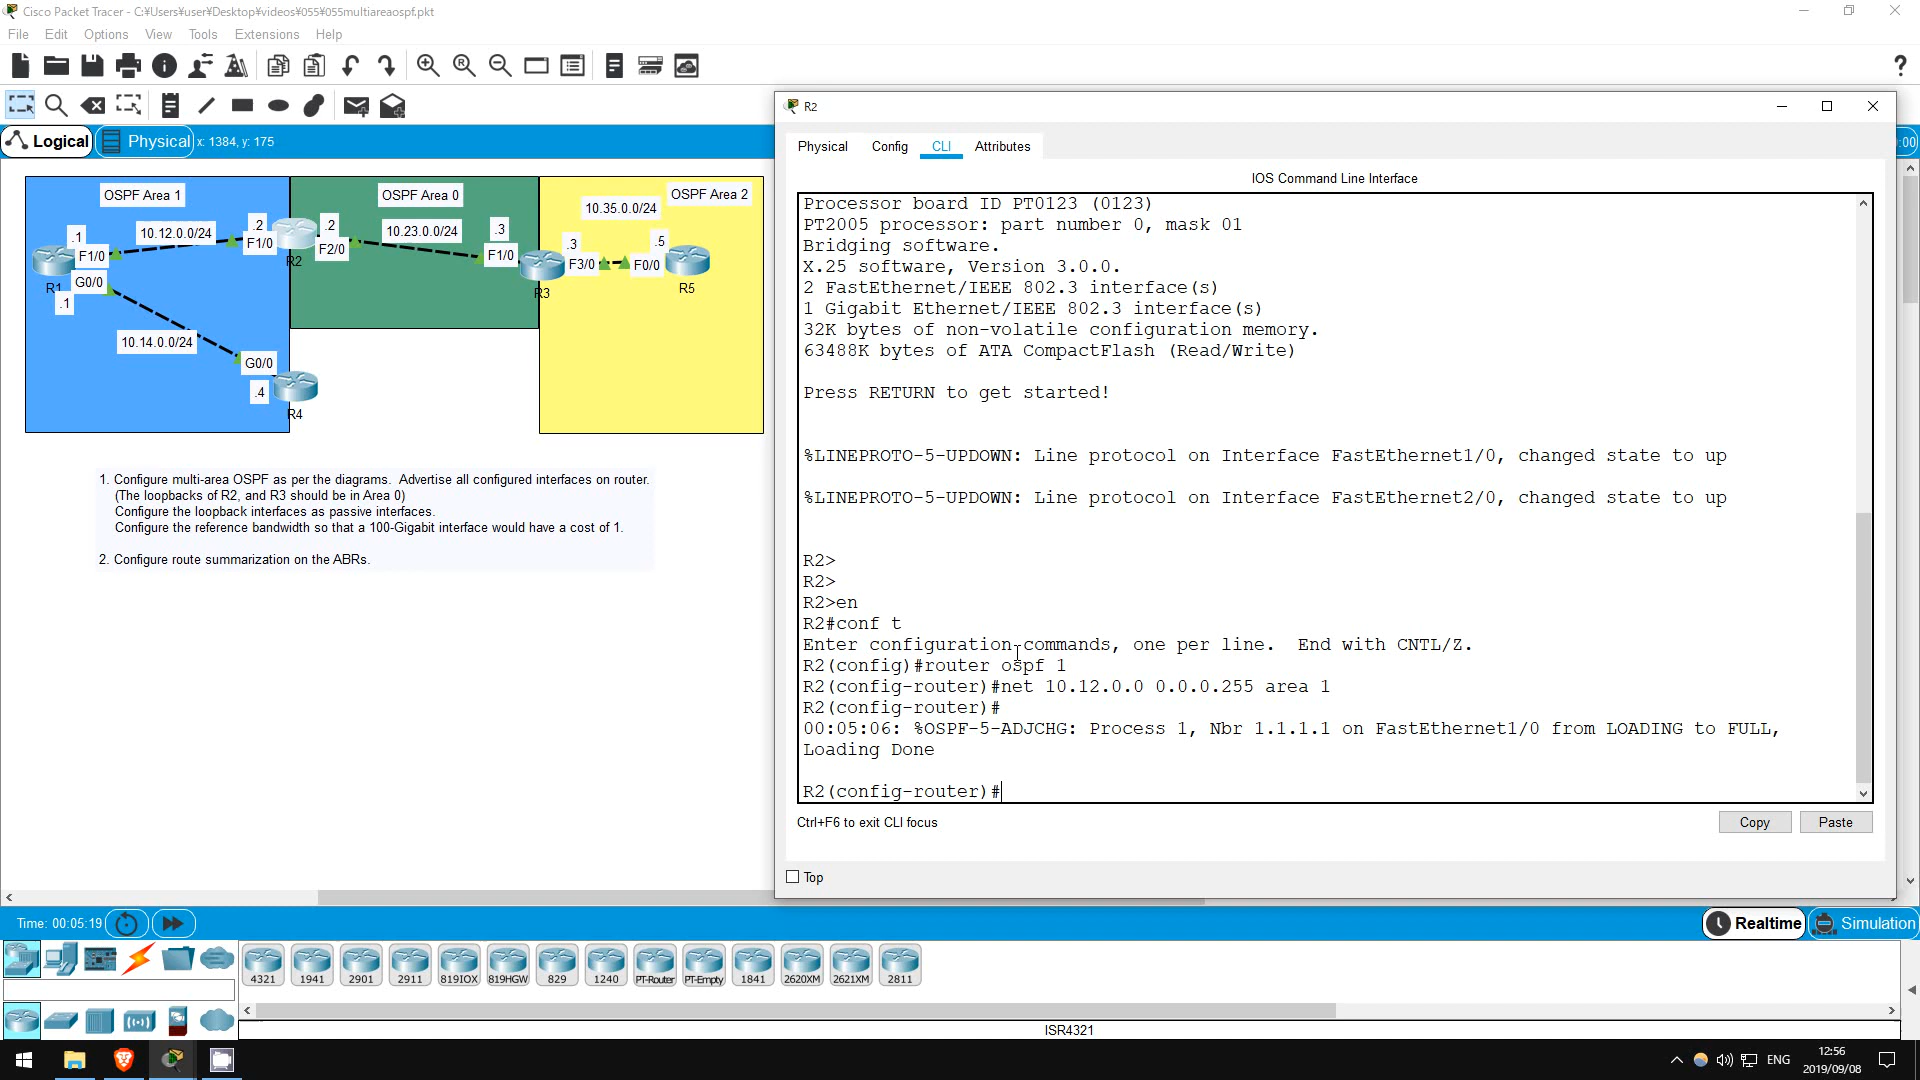 Cisco Packet Tracer - C:¥Users¥user¥Desktop¥videos¥055¥055multiareaospf.pkt
File Edit Options View Tools Extensions Help
R2
Logical Physical x: 1384, y: 175
:00
Physical Config CLI Attributes
IOS Command Line Interface
OSPF Area 1
OSPF Area 0
OSPF Area 2
10.35.0.0/24
10.12.0.0/24
.2
.2
10.23.0.0/24
.3
.1
F1/0
F1/0
R2
F2/0
F1/0
.3
.5
R1
G0/0
R3
F3/0
F0/0
R5
.1
10.14.0.0/24
G0/0
.4
R4
1. Configure multi-area OSPF as per the diagrams. Advertise all configured interfaces on router.
(The loopbacks of R2, and R3 should be in Area 0)
Configure the loopback interfaces as passive interfaces.
Configure the reference bandwidth so that a 100-Gigabit interface would have a cost of 1.
2. Configure route summarization on the ABRs.
Processor board ID PT0123 (0123)
PT2005 processor: part number 0, mask 01
Bridging software.
X.25 software, Version 3.0.0.
2 FastEthernet/IEEE 802.3 interface(s)
1 Gigabit Ethernet/IEEE 802.3 interface(s)
32K bytes of non-volatile configuration memory.
63488K bytes of ATA CompactFlash (Read/Write)
Press RETURN to get started!
%LINEPROTO-5-UPDOWN: Line protocol on Interface FastEthernet1/0, changed state to up
%LINEPROTO-5-UPDOWN: Line protocol on Interface FastEthernet2/0, changed state to up
R2>
R2>
R2>en
R2#conf t
Enter configuration commands, one per line. End with CNTL/Z.
R2(config)#router ospf 1
R2(config-router)#net 10.12.0.0 0.0.0.255 area 1
R2(config-router)#
00:05:06: %OSPF-5-ADJCHG: Process 1, Nbr 1.1.1.1 on FastEthernet1/0 from LOADING to FULL,
Loading Done
R2(config-router)#
Ctrl+F6 to exit CLI focus
Copy Paste
Top
Time: 00:05:19
Realtime Simulation
4321 1941 2901 2911 819IOX 819HGW 829 1240 PT-Router PT-Empty 1841 2620XM 2621XM 2811
ISR4321
ENG
12:56
2019/09/08